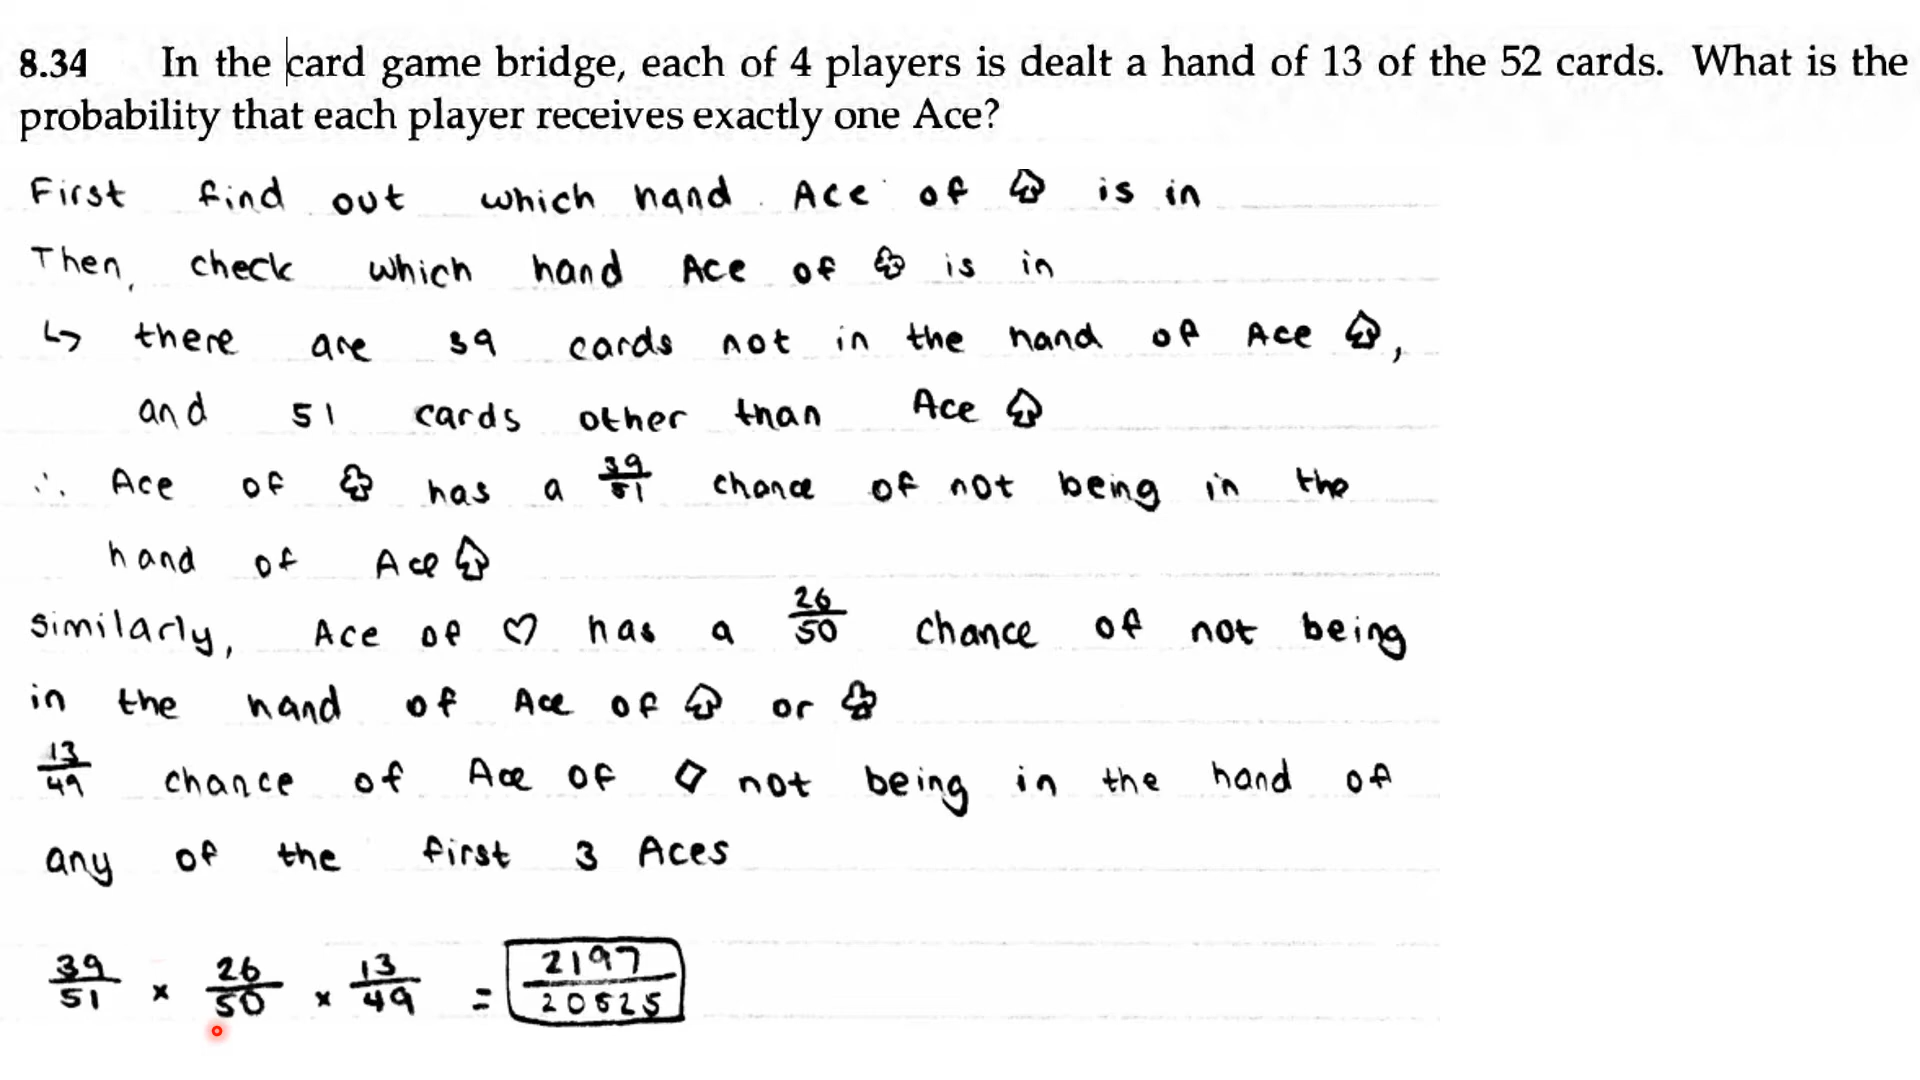 8.34 In the card game bridge, each of 4 players is dealt a hand of 13 of the 52 cards. What is the
probability that each player receives exactly one Ace?
First find out which hand Ace of ♤ is in
Then, check which hand Ace of ♧ is in
↳ there are 39 cards not in the hand of Ace ♤,
and 51 cards other than Ace ♤
∴ Ace of ♧ has a 39/51 chance of not being in the
hand of Ace ♤
similarly, Ace of ♡ has a 26/50 chance of not being
in the hand of Ace of ♤ or ♧
13/49 chance of Ace of ♢ not being in the hand of
any of the first 3 Aces
39/51 × 26/50 × 13/49 = 2197/20825